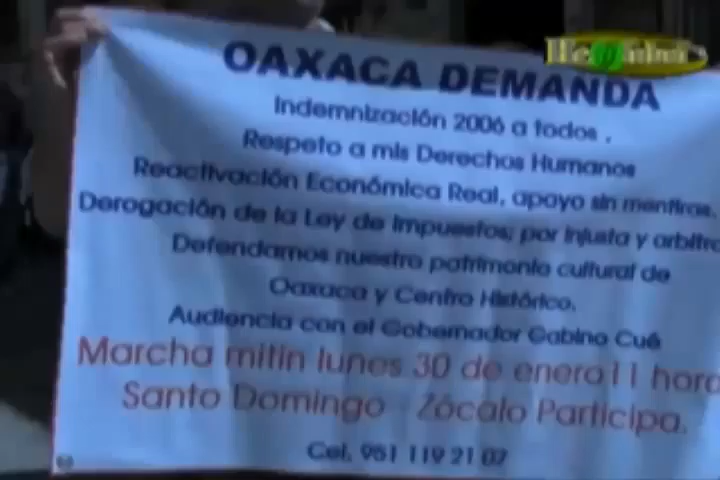 OAXACA DEMANDA
Indemnización 2006 a todos .
Respeto a mis Derechos Humanos
Reactivación Económica Real, apoyo sin mentiras.
Derogación de la Ley de Impuestos; por injusta y arbitra
Defendamos nuestro patrimonio cultural de
Oaxaca y Centro Histórico.
Audiencia con el Gobernador Gabino Cué
Marcha mitin lunes 30 de enero 11 hora
Santo Domingo - Zócalo Participa.
Cel. 951 119 21 07